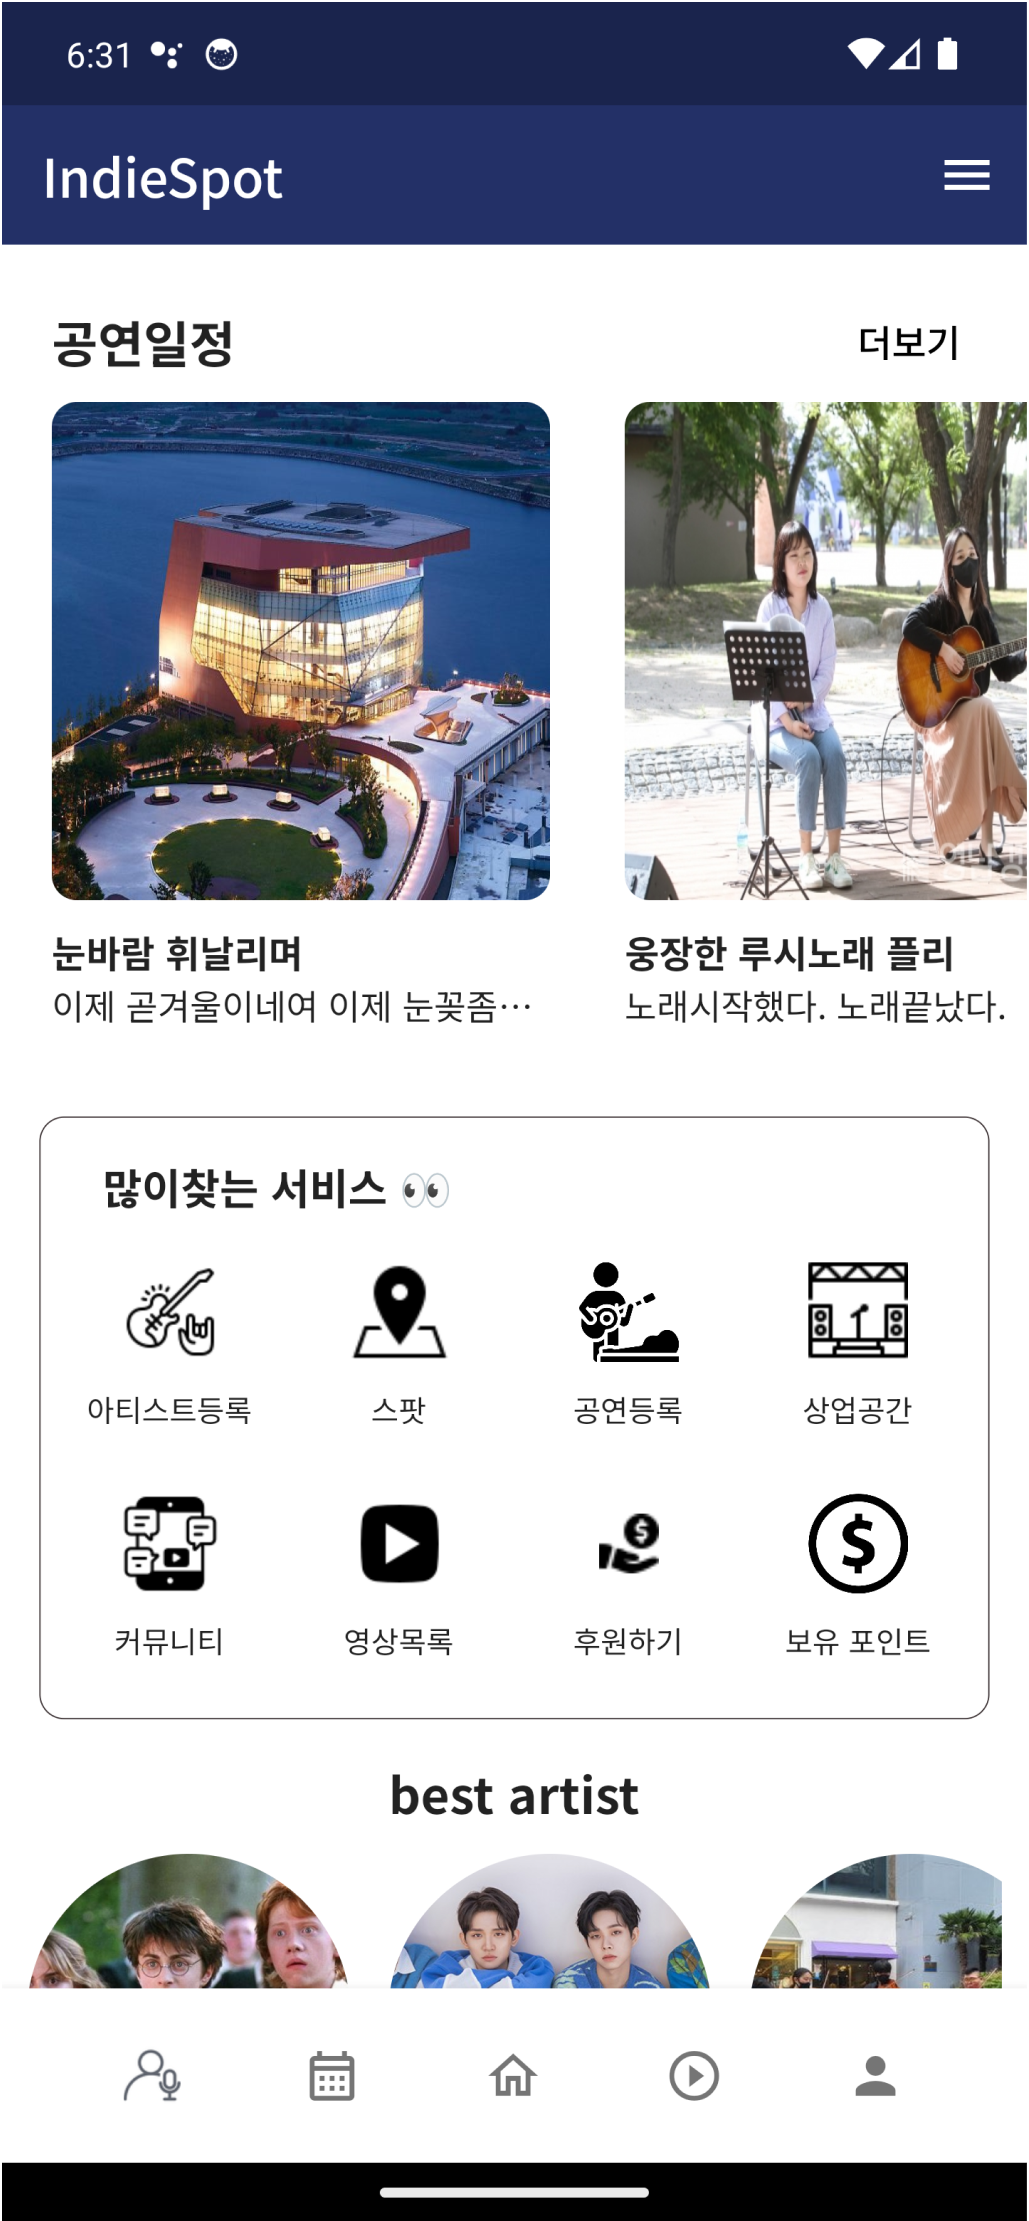 6:31
IndieSpot
공연일정
더보기
눈바람 휘날리며
이제 곧겨울이네여 이제 눈꽃좀…
웅장한 루시노래 플리
노래시작했다. 노래끝났다.
많이찾는 서비스 👀
아티스트등록
스팟
공연등록
상업공간
커뮤니티
영상목록
후원하기
보유 포인트
best artist